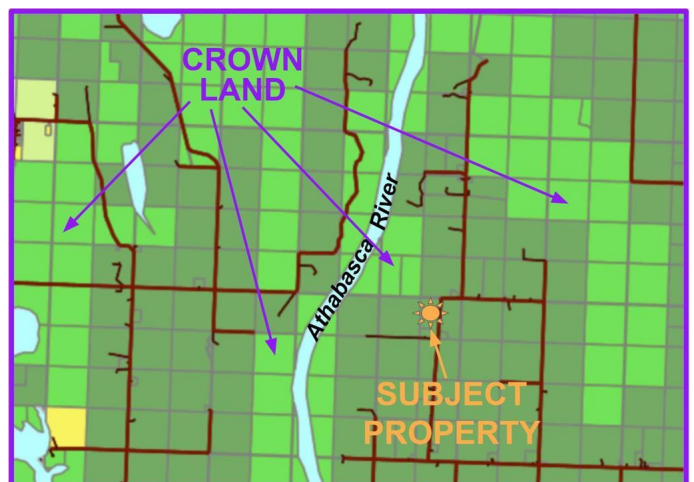 CROWN
LAND
Athabasca River
SUBJECT
PROPERTY